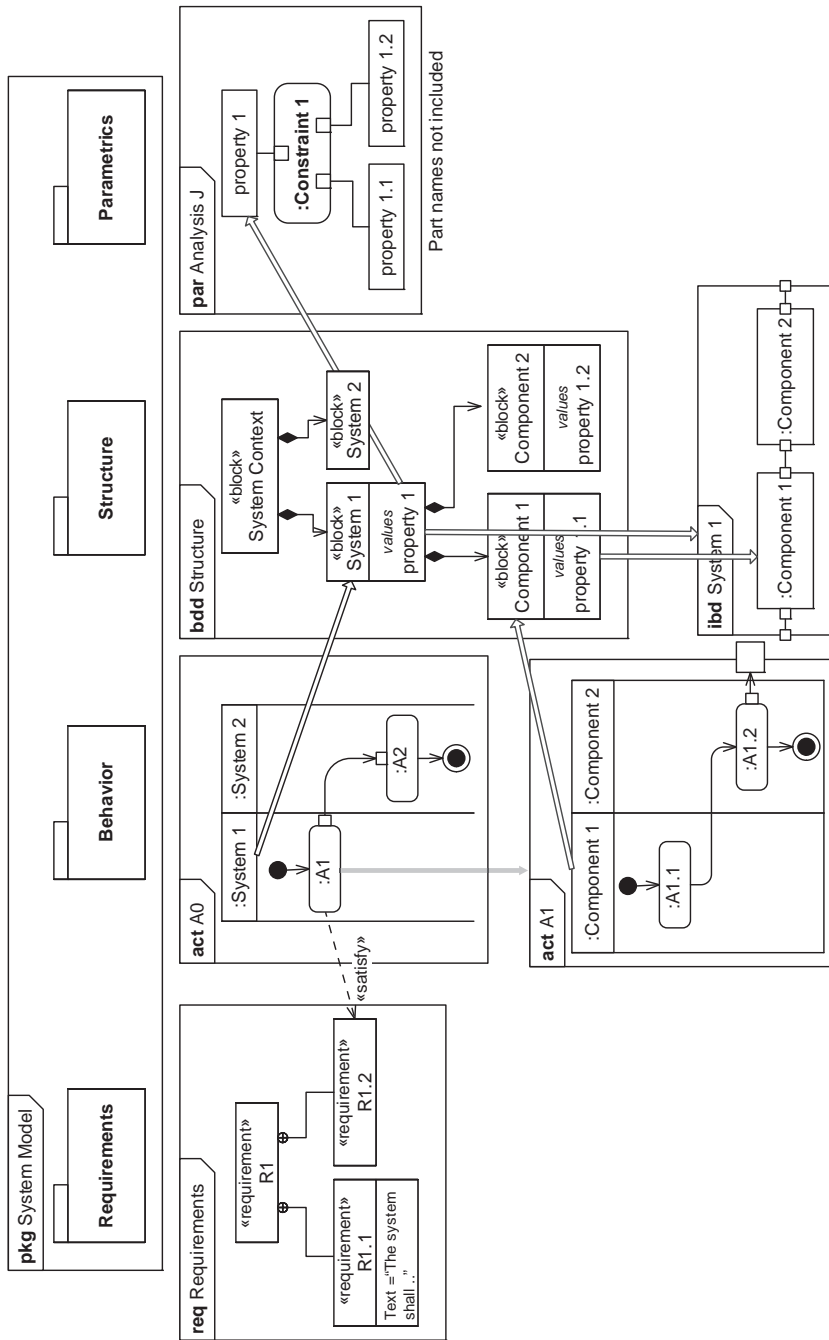 pkg System Model
Requirements
Behavior
Structure
Parametrics
req Requirements
«requirement»
R1
«requirement»
R1.1
Text ="The system
shall .."
«requirement»
R1.2
«satisfy»
act A0
:System 1
:System 2
:A1
:A2
act A1
:Component 1
:Component 2
:A1.1
:A1.2
bdd Structure
«block»
System Context
«block»
System 1
values
property 1
«block»
System 2
«block»
Component 1
values
property 1.1
«block»
Component 2
values
property 1.2
ibd System 1
:Component 1
:Component 2
par Analysis J
property 1
:Constraint 1
property 1.1
property 1.2
Part names not included